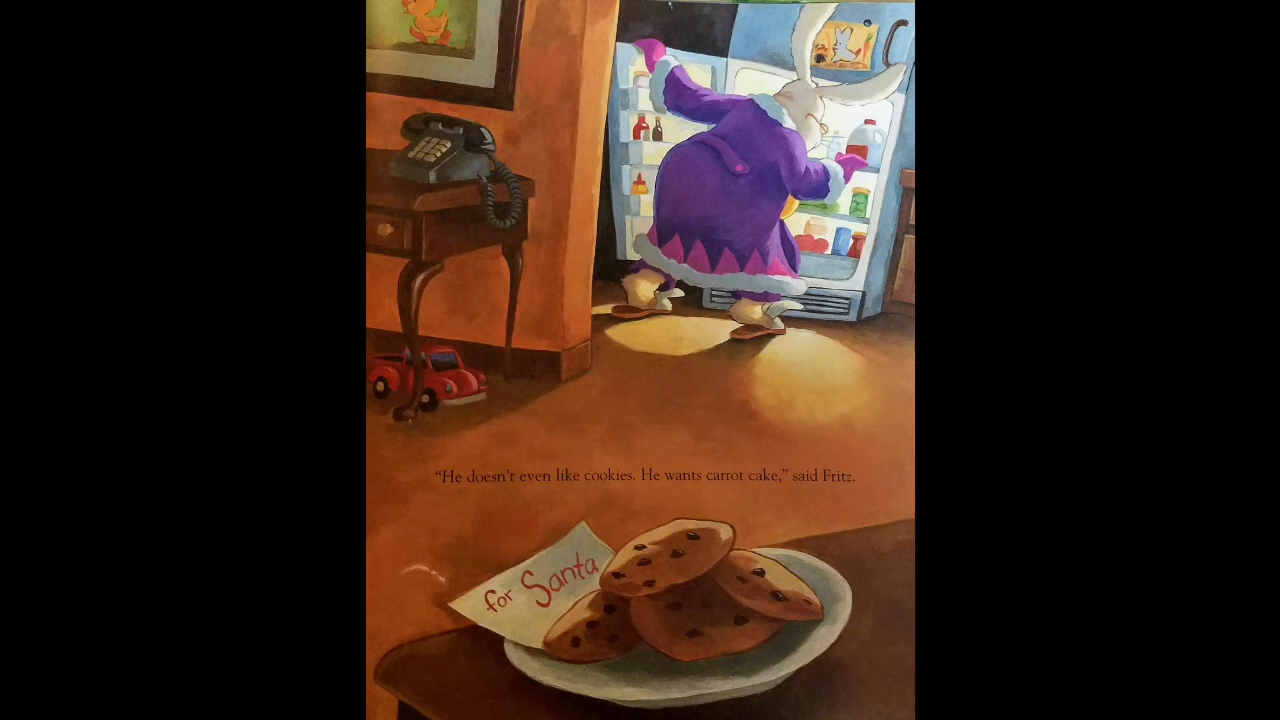 “He doesn’t even like cookies. He wants carrot cake,” said Fritz.
for Santa